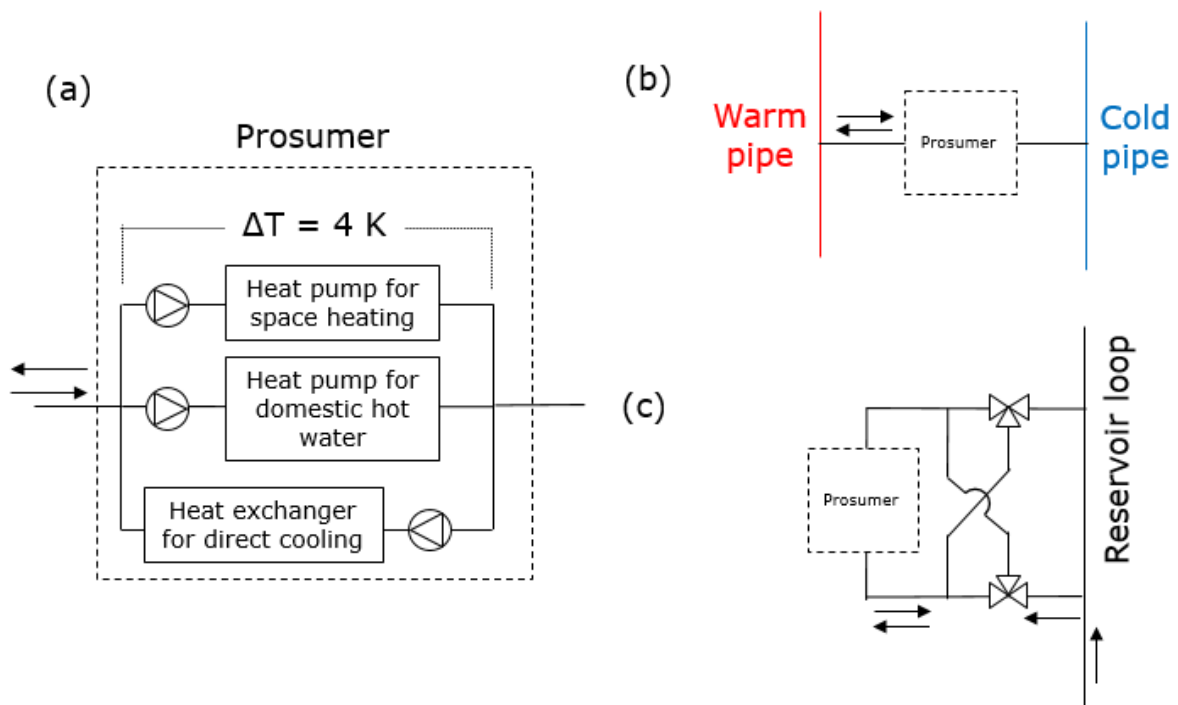 (a)
Prosumer
ΔT = 4 K
Heat pump for
space heating
Heat pump for
domestic hot
water
Heat exchanger
for direct cooling
(b)
Warm
pipe
Prosumer
Cold
pipe
(c)
Prosumer
Reservoir loop